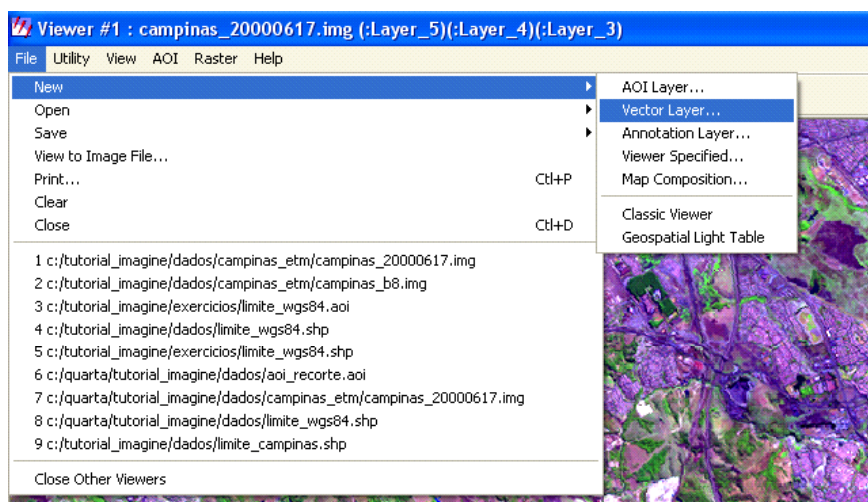 Viewer #1 : campinas_20000617.img (:Layer_5)(:Layer_4)(:Layer_3)
File Utility View AOI Raster Help
New
Open
Save
View to Image File...
Print... Ctl+P
Clear
Close Ctl+D
1 c:/tutorial_imagine/dados/campinas_etm/campinas_20000617.img
2 c:/tutorial_imagine/dados/campinas_etm/campinas_b8.img
3 c:/tutorial_imagine/exercicios/limite_wgs84.aoi
4 c:/tutorial_imagine/dados/limite_wgs84.shp
5 c:/tutorial_imagine/exercicios/limite_wgs84.shp
6 c:/quarta/tutorial_imagine/dados/aoi_recorte.aoi
7 c:/quarta/tutorial_imagine/dados/campinas_etm/campinas_20000617.img
8 c:/quarta/tutorial_imagine/dados/limite_wgs84.shp
9 c:/tutorial_imagine/dados/limite_campinas.shp
Close Other Viewers
AOI Layer...
Vector Layer...
Annotation Layer...
Viewer Specified...
Map Composition...
Classic Viewer
Geospatial Light Table